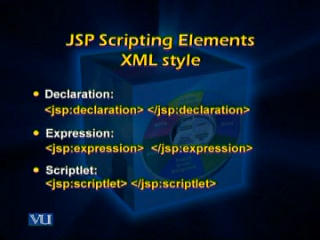 JSP Scripting Elements
XML style
Declaration:
<jsp:declaration> </jsp:declaration>
Expression:
<jsp:expression> </jsp:expression>
Scriptlet:
<jsp:scriptlet> </jsp:scriptlet>
VU